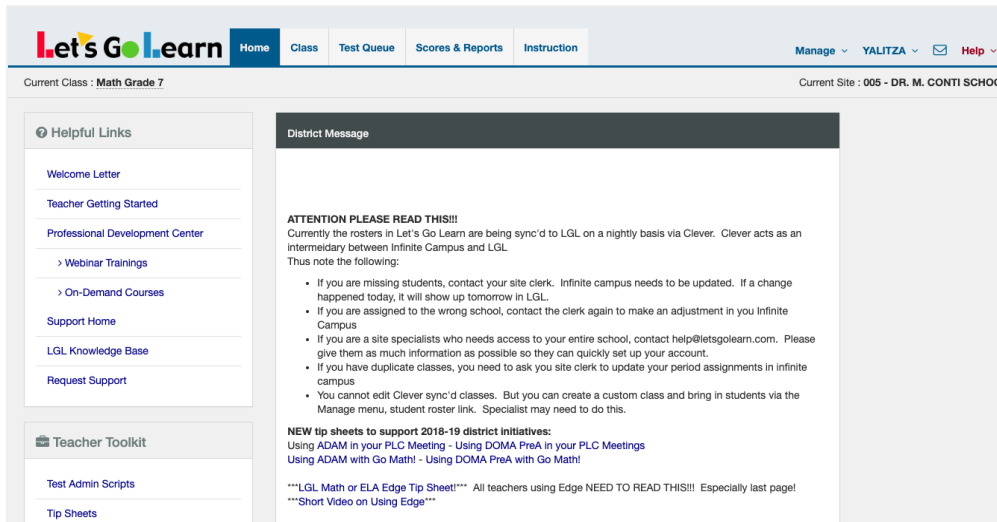 Let's Go Learn
Home
Class
Test Queue
Scores & Reports
Instruction
Manage
YALITZA
Help
Current Class : Math Grade 7
Current Site : 005 - DR. M. CONTI SCHOO
Helpful Links
Welcome Letter
Teacher Getting Started
Professional Development Center
> Webinar Trainings
> On-Demand Courses
Support Home
LGL Knowledge Base
Request Support
Teacher Toolkit
Test Admin Scripts
Tip Sheets
District Message
ATTENTION PLEASE READ THIS!!!
Currently the rosters in Let's Go Learn are being sync'd to LGL on a nightly basis via Clever.  Clever acts as an
intermeidary between Infinite Campus and LGL
Thus note the following:
• If you are missing students, contact your site clerk.  Infinite campus needs to be updated.  If a change
happened today, it will show up tomorrow in LGL.
• If you are assigned to the wrong school, contact the clerk again to make an adjustment in you Infinite
Campus
• If you are a site specialists who needs access to your entire school, contact help@letsgolearn.com.  Please
give them as much information as possible so they can quickly set up your account.
• If you have duplicate classes, you need to ask you site clerk to update your period assignments in infinite
campus
• You cannot edit Clever sync'd classes.  But you can create a custom class and bring in students via the
Manage menu, student roster link.  Specialist may need to do this.
NEW tip sheets to support 2018-19 district initiatives:
Using ADAM in your PLC Meeting - Using DOMA PreA in your PLC Meetings
Using ADAM with Go Math! - Using DOMA PreA with Go Math!
***LGL Math or ELA Edge Tip Sheet!***  All teachers using Edge NEED TO READ THIS!!!  Especially last page!
***Short Video on Using Edge***